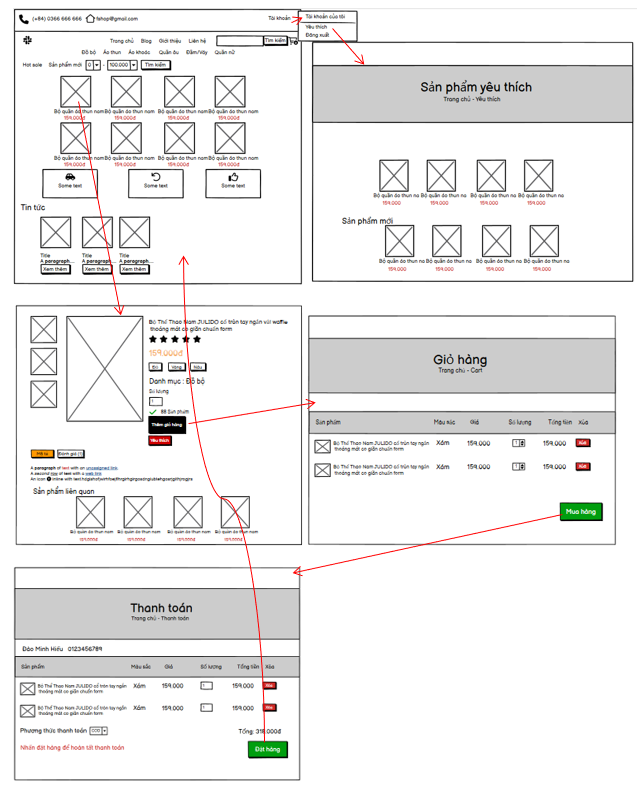 (+84) 0366 666 666 fshop@gmail.com Tài khoản
Tài khoản của tôi
Yêu thích
Đăng xuất
Trang chủ Blog Giới thiệu Liên hệ Tìm kiếm
Đồ bộ Áo thun Áo khoác Quần âu Đầm/Váy Quần nữ
Hot sale Sản phẩm mới 0 - 100.000 Tìm kiếm
Bộ quần áo thun nam Bộ quần áo thun nam Bộ quần áo thun nam Bộ quần áo thun nam
159.000đ 159.000đ 159.000đ 159.000đ
Bộ quần áo thun nam Bộ quần áo thun nam Bộ quần áo thun nam Bộ quần áo thun nam
159.000đ 159.000đ 159.000đ 159.000đ
Some text Some text Some text
Tin tức
Title Title Title
A paragraph... A paragraph... A paragraph...
Xem thêm Xem thêm Xem thêm
Sản phẩm yêu thích
Trang chủ - Yêu thích
Bộ quần áo thun na Bộ quần áo thun na Bộ quần áo thun na Bộ quần áo thun na
159.000 159.000 159.000 159.000
Sản phẩm mới
Bộ quần áo thun na Bộ quần áo thun na Bộ quần áo thun na Bộ quần áo thun na
159.000 159.000 159.000 159.000
Bộ Thể Thao Nam JULIDO cổ tròn tay ngắn vải waffle
thoáng mát co giãn chuẩn form
159.000đ
Đỏ Vàng Nâu
Danh mục : Đồ bộ
Số lượng
1
88 Sản phẩm
Thêm giỏ hàng
Yêu thích
Mô tả Đánh giá (1)
A paragraph of text with an unassigned link.
A second row of text with a web link
An icon inline with text
Sản phẩm liên quan
Bộ quần áo thun nam Bộ quần áo thun nam Bộ quần áo thun nam Bộ quần áo thun nam
159.000đ 159.000đ 159.000đ 159.000đ
Giỏ hàng
Trang chủ - Cart
Sản phẩm Màu sắc Giá Số lượng Tổng tiền Xóa
Bộ Thể Thao Nam JULIDO cổ tròn tay ngắn Xám 159,000 1 159,000 Xóa
thoáng mát co giãn chuẩn form
Bộ Thể Thao Nam JULIDO cổ tròn tay ngắn Xám 159,000 1 159,000 Xóa
thoáng mát co giãn chuẩn form
Mua hàng
Thanh toán
Trang chủ - Thanh toán
Đào Minh Hiếu 0123456789
Sản phẩm Màu sắc Giá Số lượng Tổng tiền Xóa
Bộ Thể Thao Nam JULIDO cổ tròn tay ngắn Xám 159,000 1 159,000 Xóa
thoáng mát co giãn chuẩn form
Bộ Thể Thao Nam JULIDO cổ tròn tay ngắn Xám 159,000 1 159,000 Xóa
thoáng mát co giãn chuẩn form
Phương thức thanh toán COD Tổng: 318,000đ
Nhấn đặt hàng để hoàn tất thanh toán Đặt hàng